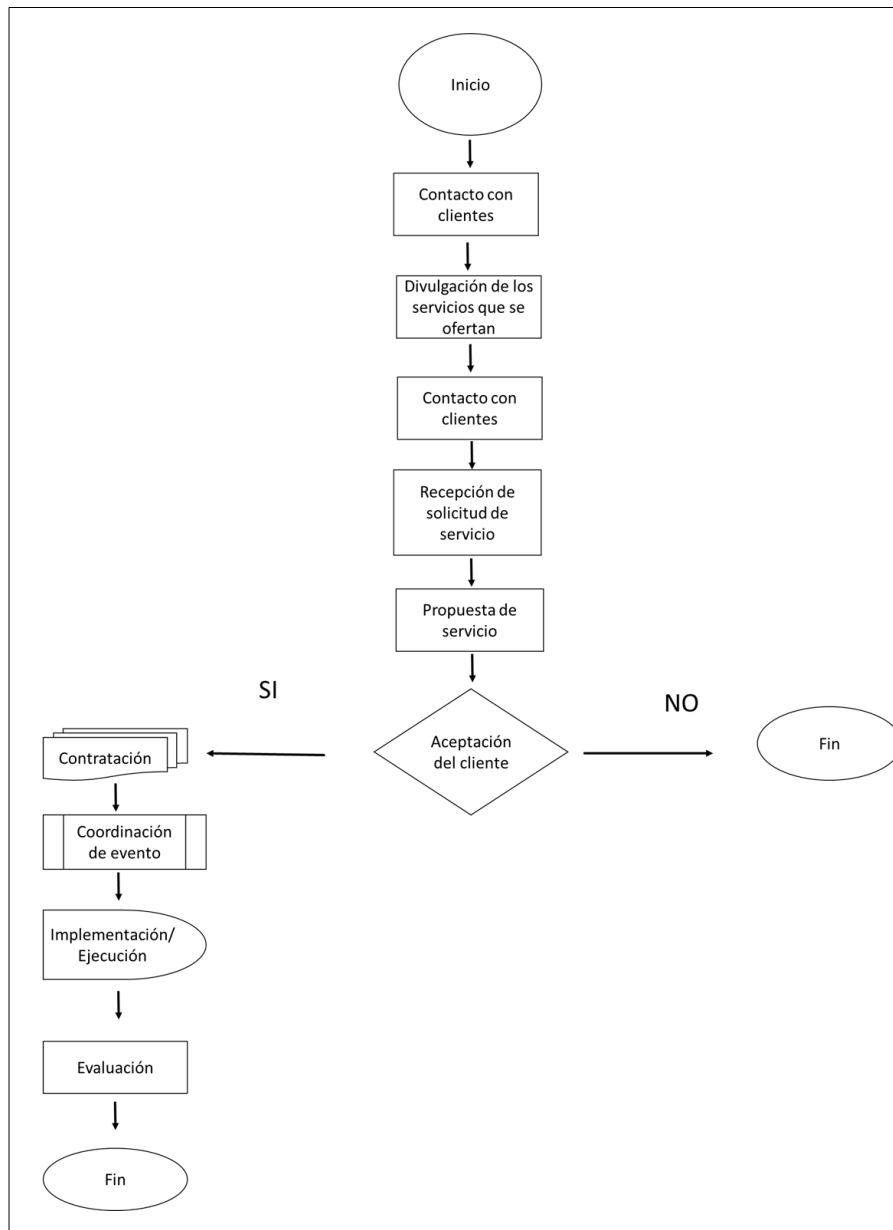 Inicio
Contacto con
clientes
Divulgación de los
servicios que se
ofertan
Contacto con
clientes
Recepción de
solicitud de
servicio
Propuesta de
servicio
SI
NO
Aceptación
del cliente
Fin
Contratación
Coordinación
de evento
Implementación/
Ejecución
Evaluación
Fin